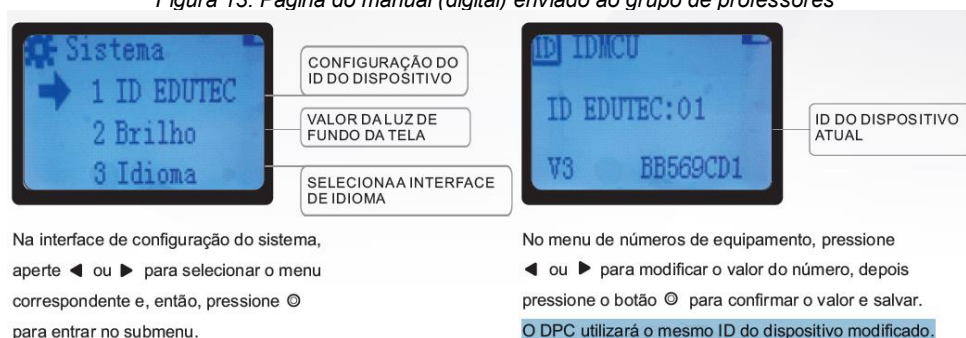 Figura 13: Página do manual (digital) enviado ao grupo de professores
Sistema
1 ID EDUTEC
2 Brilho
3 Idioma
CONFIGURAÇÃO DO
ID DO DISPOSITIVO
VALOR DA LUZ DE
FUNDO DA TELA
SELECIONA A INTERFACE
DE IDIOMA
Na interface de configuração do sistema,
aperte ◀ ou ▶ para selecionar o menu
correspondente e, então, pressione ◎
para entrar no submenu.
ID IDMCU
ID EDUTEC:01
V3 BB569CD1
ID DO DISPOSITIVO
ATUAL
No menu de números de equipamento, pressione
◀ ou ▶ para modificar o valor do número, depois
pressione o botão ◎ para confirmar o valor e salvar.
O DPC utilizará o mesmo ID do dispositivo modificado.